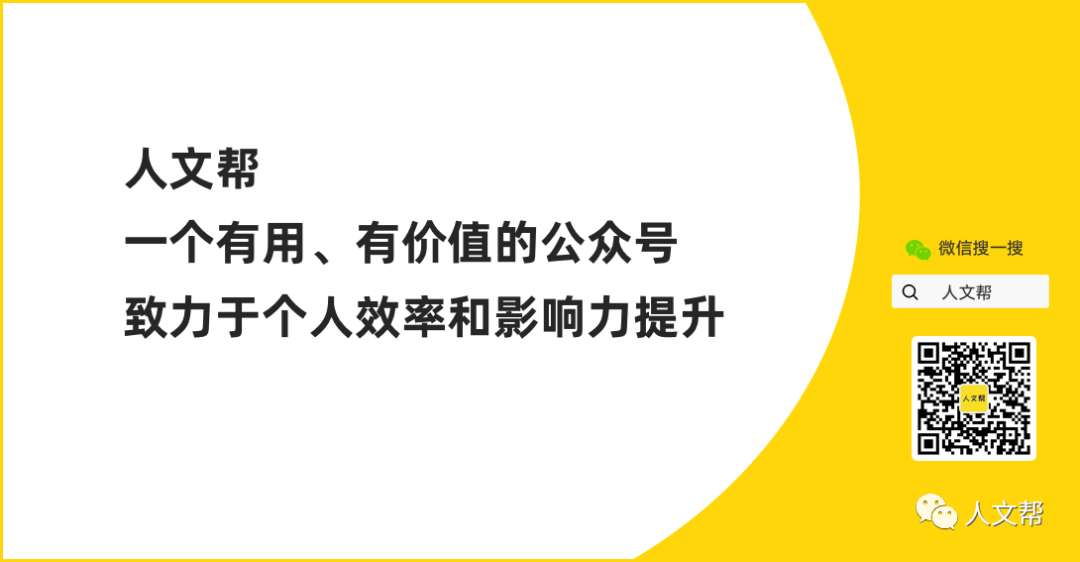 人文帮
一个有用、有价值的公众号
致力于个人效率和影响力提升
微信搜一搜
人文帮
人文帮
人文帮